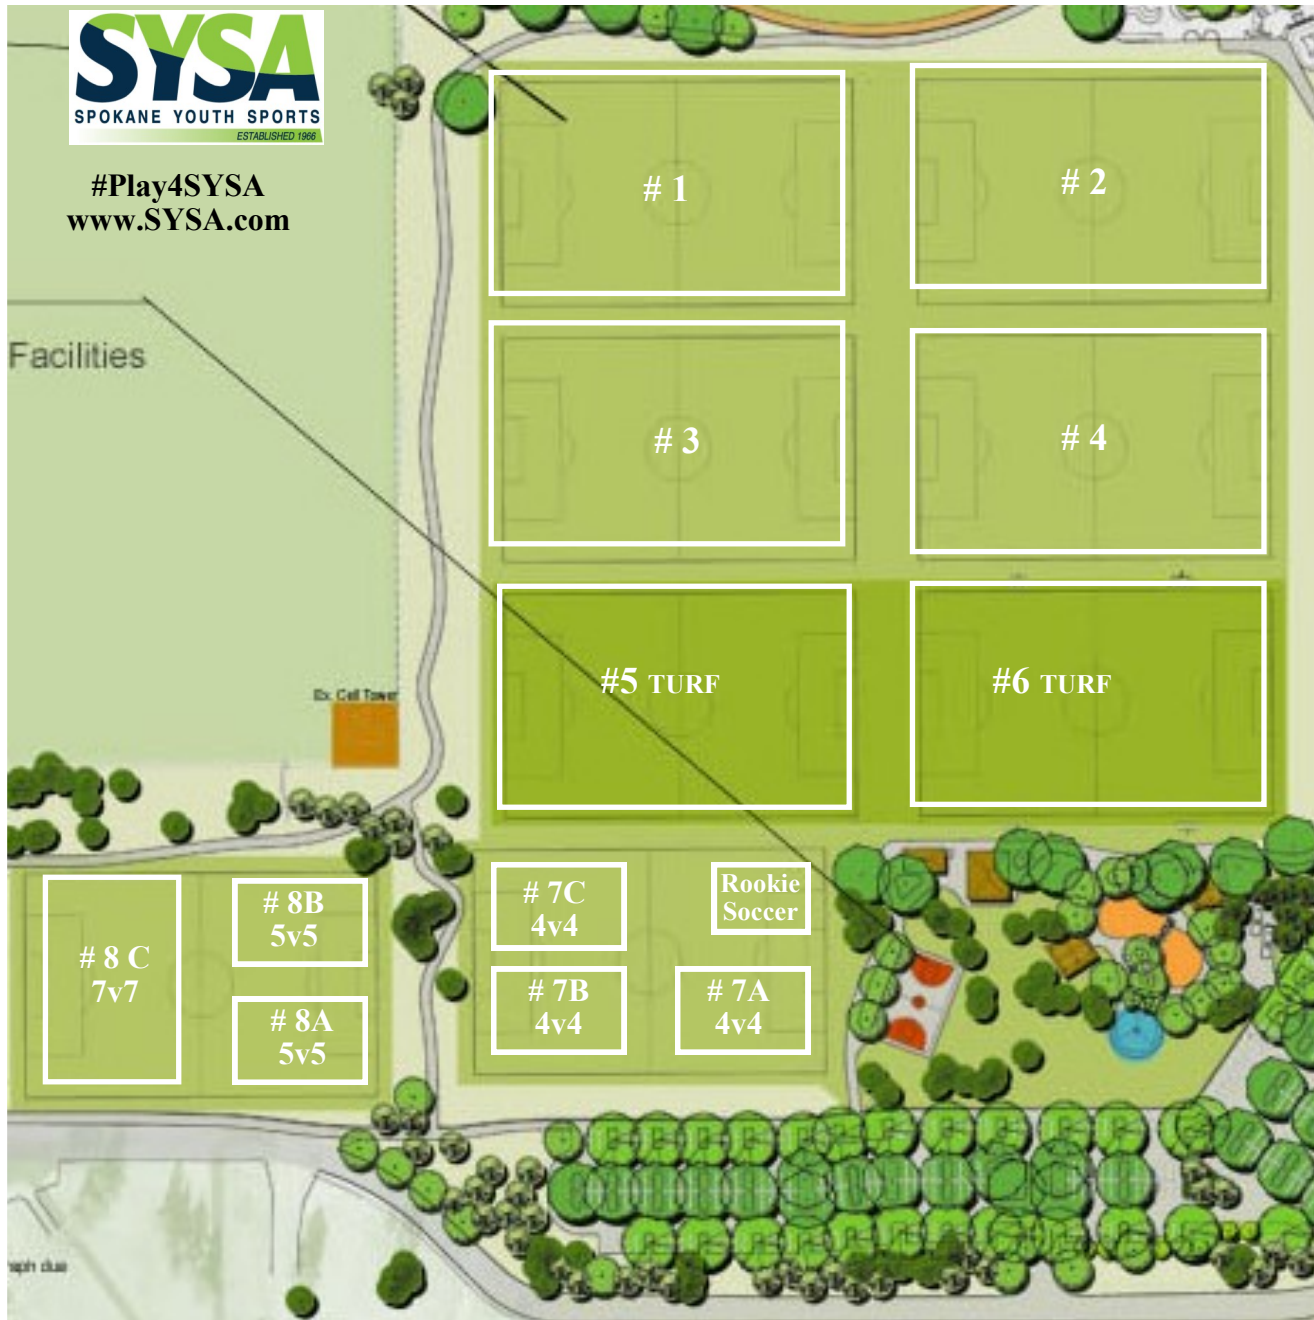 SYSA
SPOKANE YOUTH SPORTS
ESTABLISHED 1966
#Play4SYSA
www.SYSA.com
Facilities
# 1
# 2
# 3
# 4
#5 TURF
#6 TURF
Ex. Cell Tower
# 8 C
7v7
# 8B
5v5
# 8A
5v5
# 7C
4v4
# 7B
4v4
Rookie
Soccer
# 7A
4v4